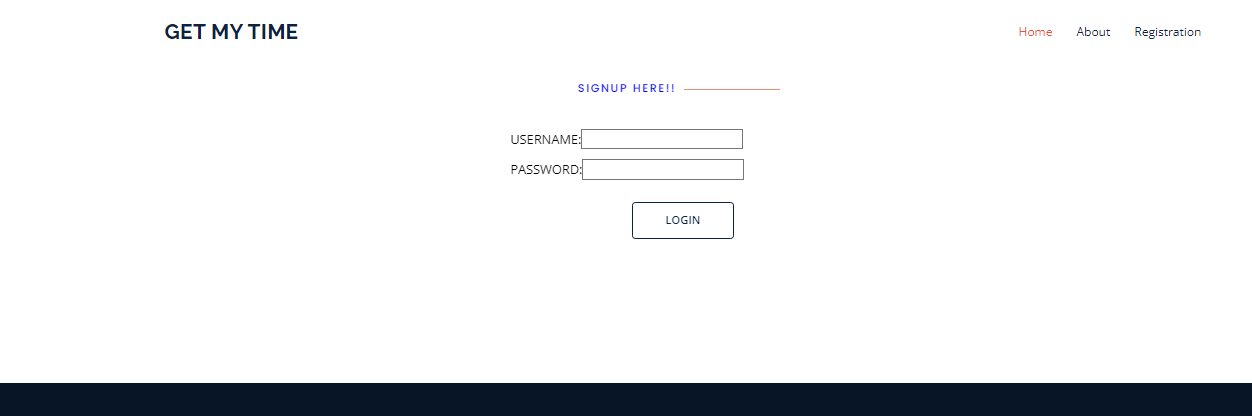 GET MY TIME
Home About Registration
SIGNUP HERE!!
USERNAME:
PASSWORD:
LOGIN